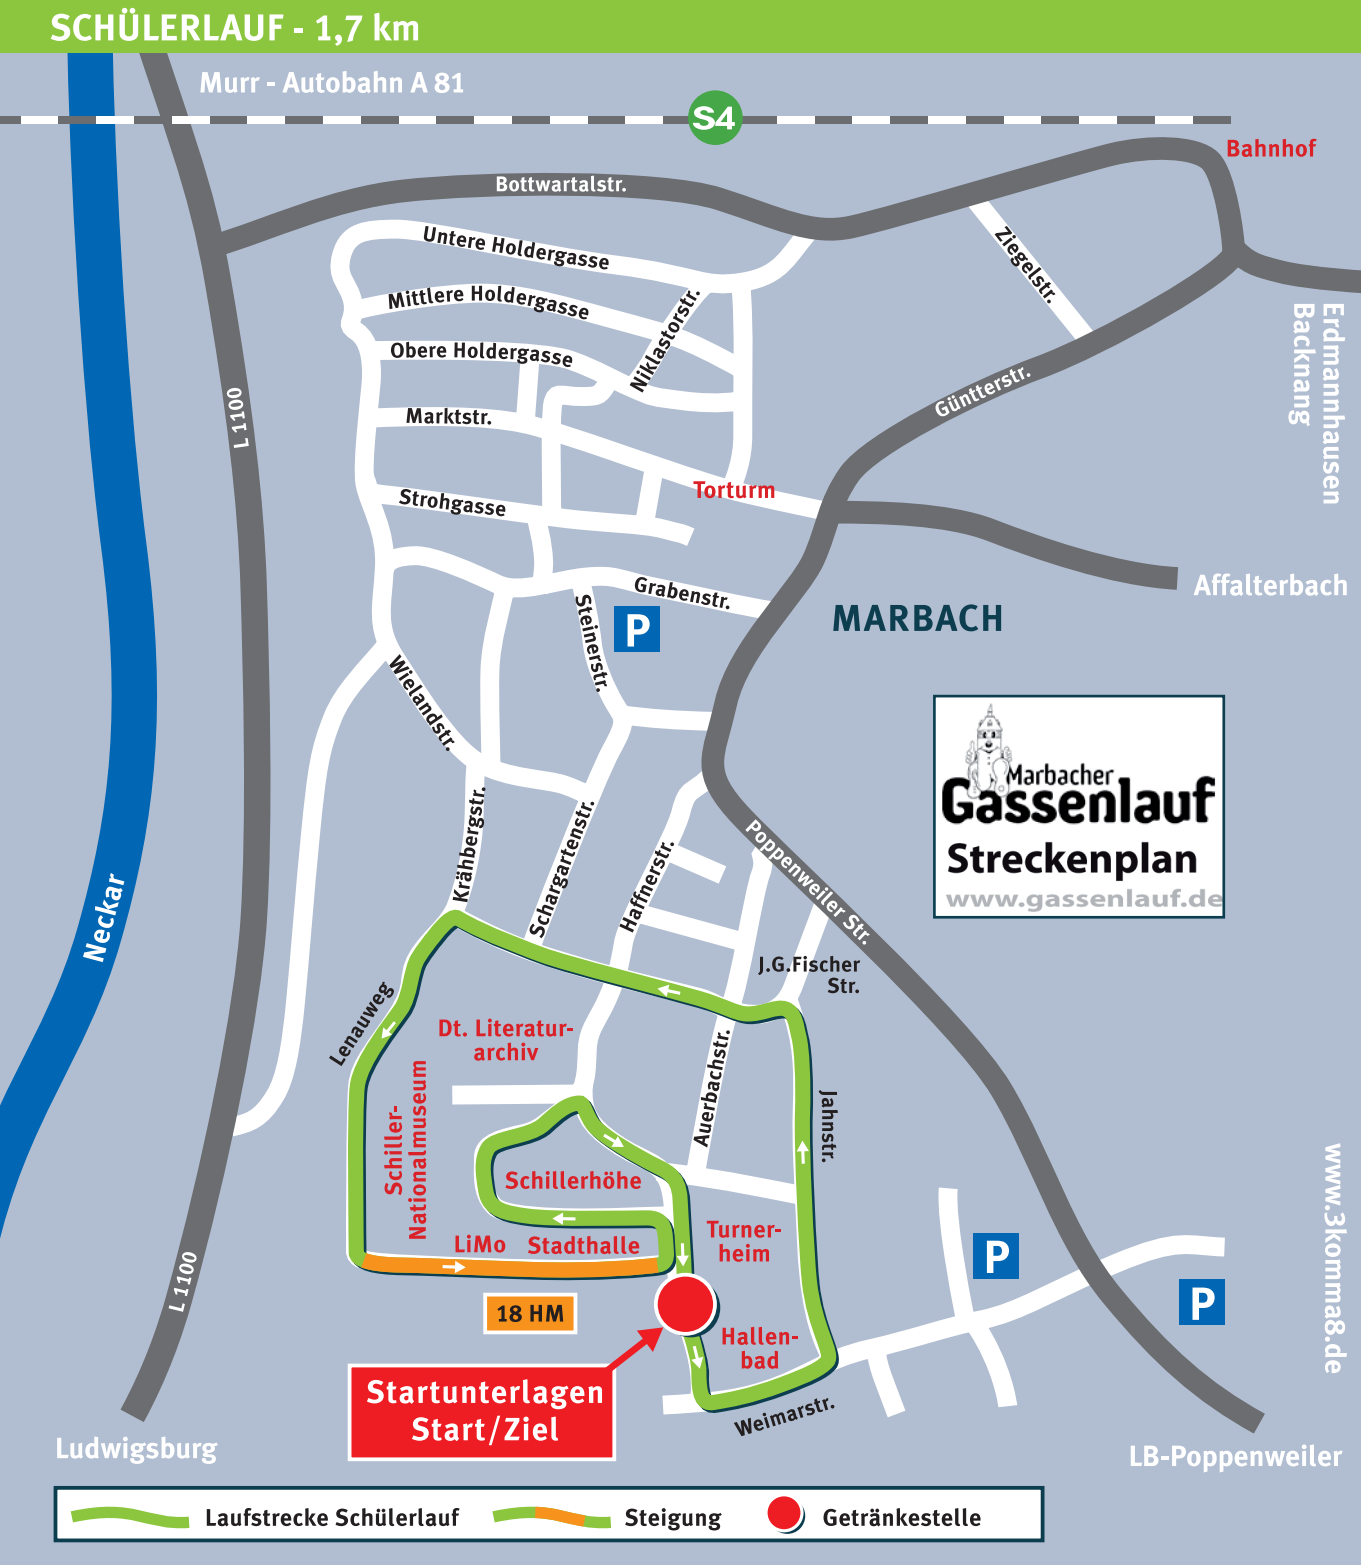 SCHÜLERLAUF - 1,7 km
Murr - Autobahn A 81
S4
Bahnhof
Bottwartalstr.
Untere Holdergasse
Ziegelstr.
Mittlere Holdergasse
Niklastorstr.
Erdmannhausen
Backnang
Obere Holdergasse
Güntterstr.
L 1100
Marktstr.
Torturm
Strohgasse
Affalterbach
Grabenstr.
Steinerstr.
P
MARBACH
Wielandstr.
Marbacher
Gassenlauf
Streckenplan
www.gassenlauf.de
Krähbergstr.
Schargartenstr.
Haffnerstr.
Poppenweiler Str.
Neckar
J.G.Fischer
Str.
Lenauweg
Dt. Literatur-
archiv
Auerbachstr.
Jahnstr.
Schiller-
Nationalmuseum
Schillerhöhe
www.3komma8.de
LiMo
Stadthalle
Turner-
heim
P
P
L 1100
18 HM
Hallen-
bad
Startunterlagen
Start/Ziel
Weimarstr.
Ludwigsburg
LB-Poppenweiler
Laufstrecke Schülerlauf
Steigung
Getränkestelle